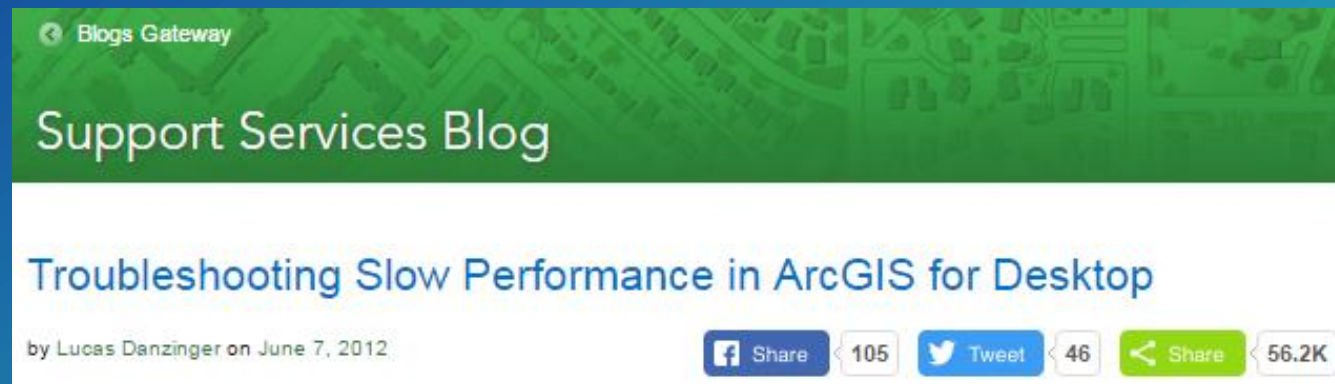 Blogs Gateway
Support Services Blog
Troubleshooting Slow Performance in ArcGIS for Desktop
by Lucas Danzinger on June 7, 2012 Share 105 Tweet 46 Share 56.2K